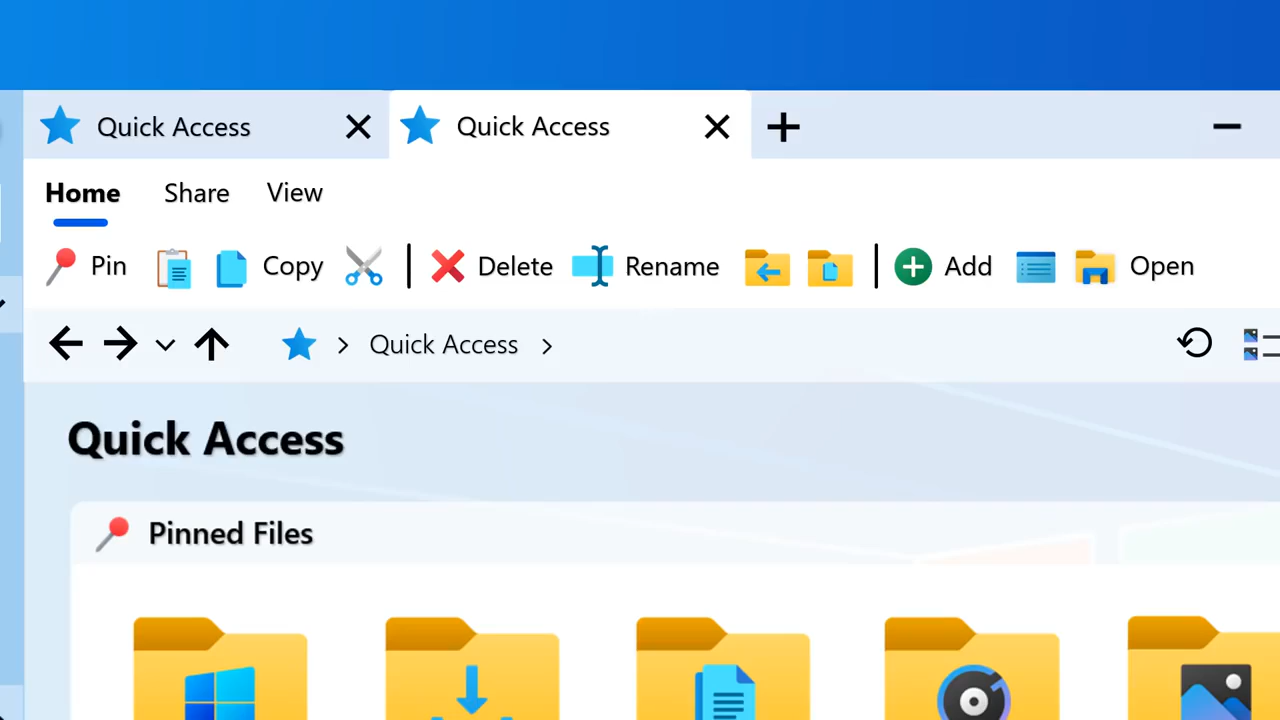 Quick Access Quick Access
Home Share View
Pin Copy Delete Rename Add Open
Quick Access
Quick Access
Pinned Files